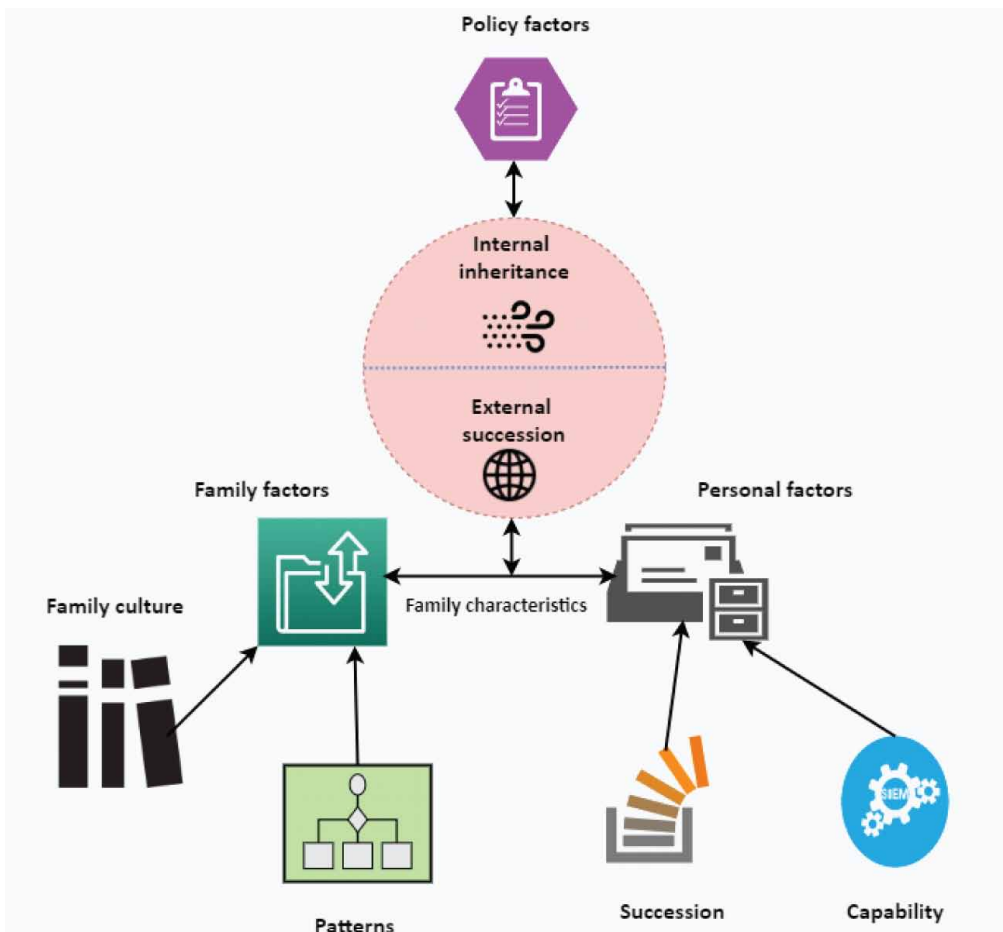 Policy factors
Internal
inheritance
External
succession
Family factors
Personal factors
Family characteristics
Family culture
SIEM
Patterns
Succession
Capability